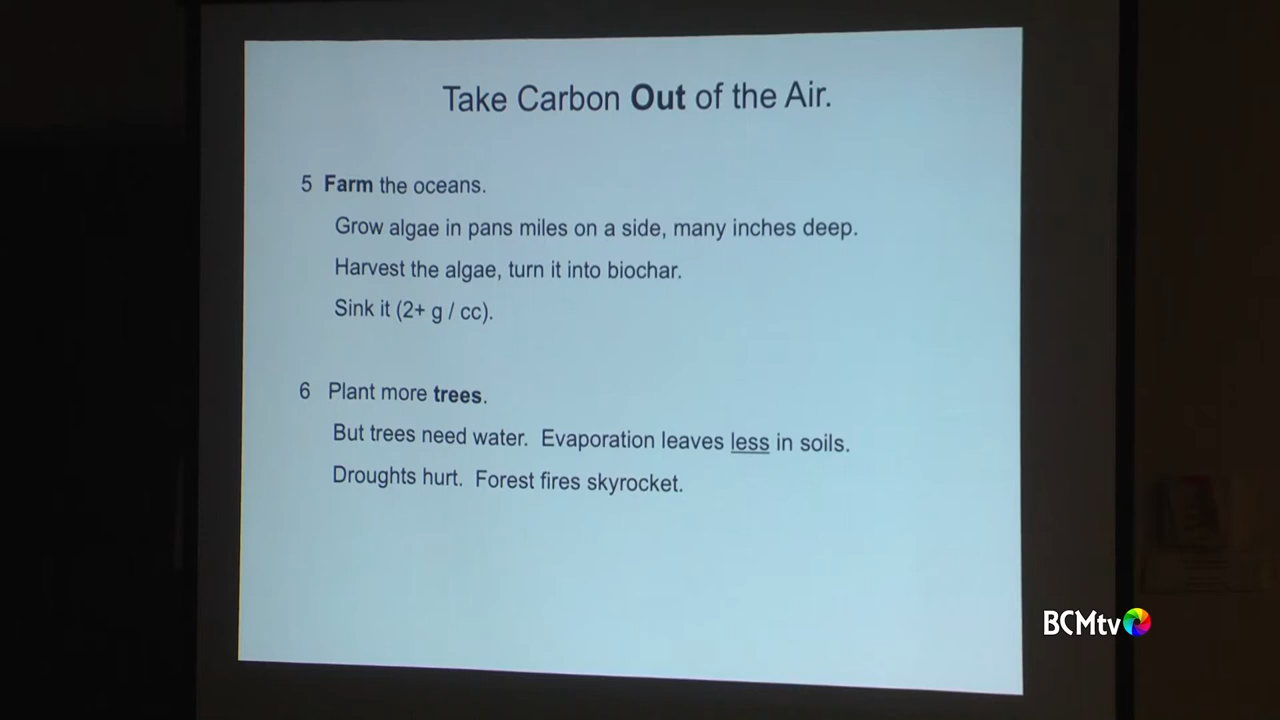 Take Carbon Out of the Air.
5 Farm the oceans.
Grow algae in pans miles on a side, many inches deep.
Harvest the algae, turn it into biochar.
Sink it (2+ g / cc).
6 Plant more trees.
But trees need water. Evaporation leaves less in soils.
Droughts hurt. Forest fires skyrocket.
BCMtv